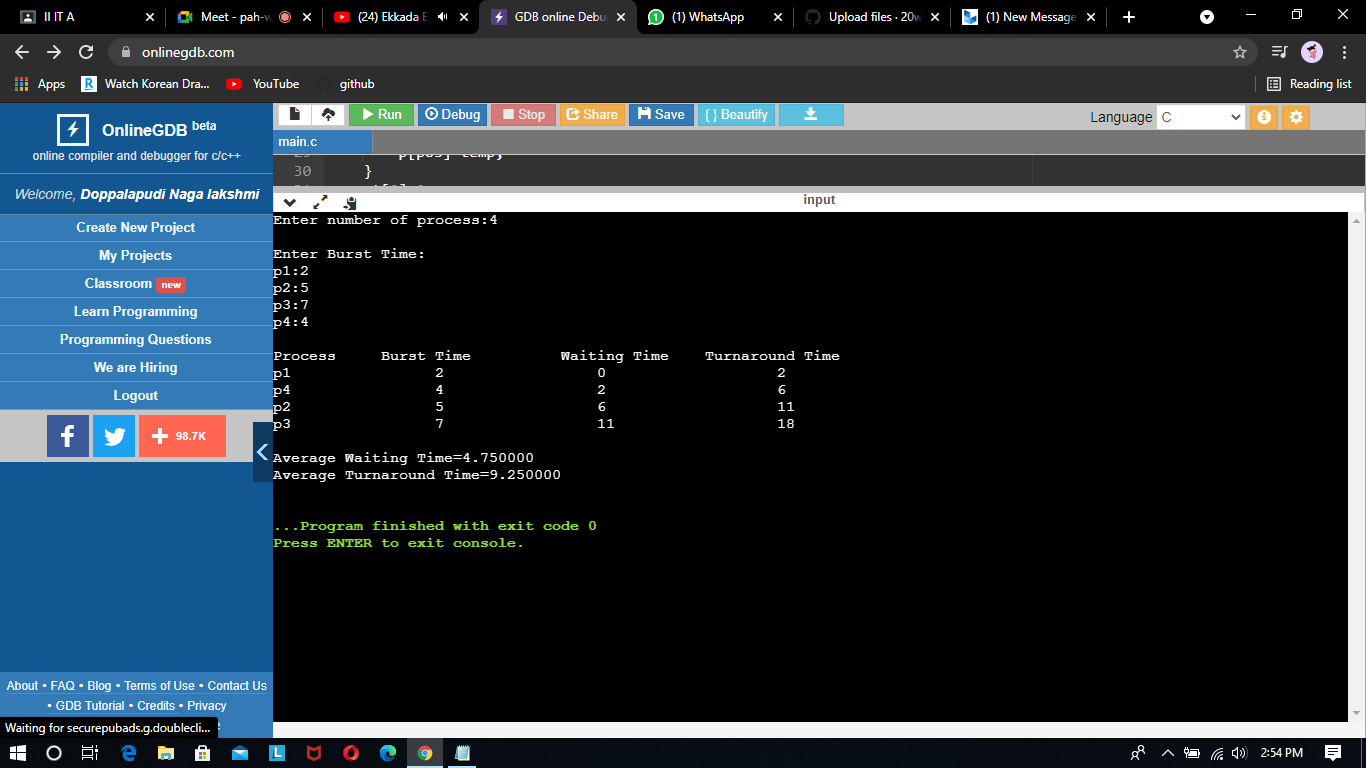 II IT A
Meet - pah-w
(24) Ekkada E
GDB online Debu
(1) WhatsApp
Upload files · 20w
(1) New Message
onlinegdb.com
Apps
Watch Korean Dra...
YouTube
github
Reading list
OnlineGDB beta
online compiler and debugger for c/c++
Welcome, Doppalapudi Naga lakshmi
Create New Project
My Projects
Classroom new
Learn Programming
Programming Questions
We are Hiring
Logout
98.7K
About • FAQ • Blog • Terms of Use • Contact Us
• GDB Tutorial • Credits • Privacy
Waiting for securepubads.g.doublecli...
Run
Debug
Stop
Share
Save
{ } Beautify
Language C
main.c
30 }
input
Enter number of process:4
Enter Burst Time:
p1:2
p2:5
p3:7
p4:4
Process Burst Time Waiting Time Turnaround Time
p1 2 0 2
p4 4 2 6
p2 5 6 11
p3 7 11 18
Average Waiting Time=4.750000
Average Turnaround Time=9.250000
...Program finished with exit code 0
Press ENTER to exit console.
2:54 PM